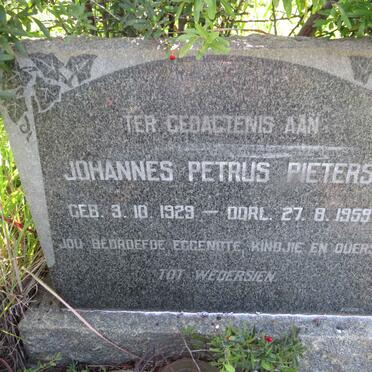 TER GEDAGTENIS AAN
JOHANNES PETRUS PIETERS
GEB. 3. 10. 1929 — OORL. 27. 8. 1959
JOU BEDROEFDE EGGENOTE, KINDJIE EN OUERS
TOT WEDERSIEN.